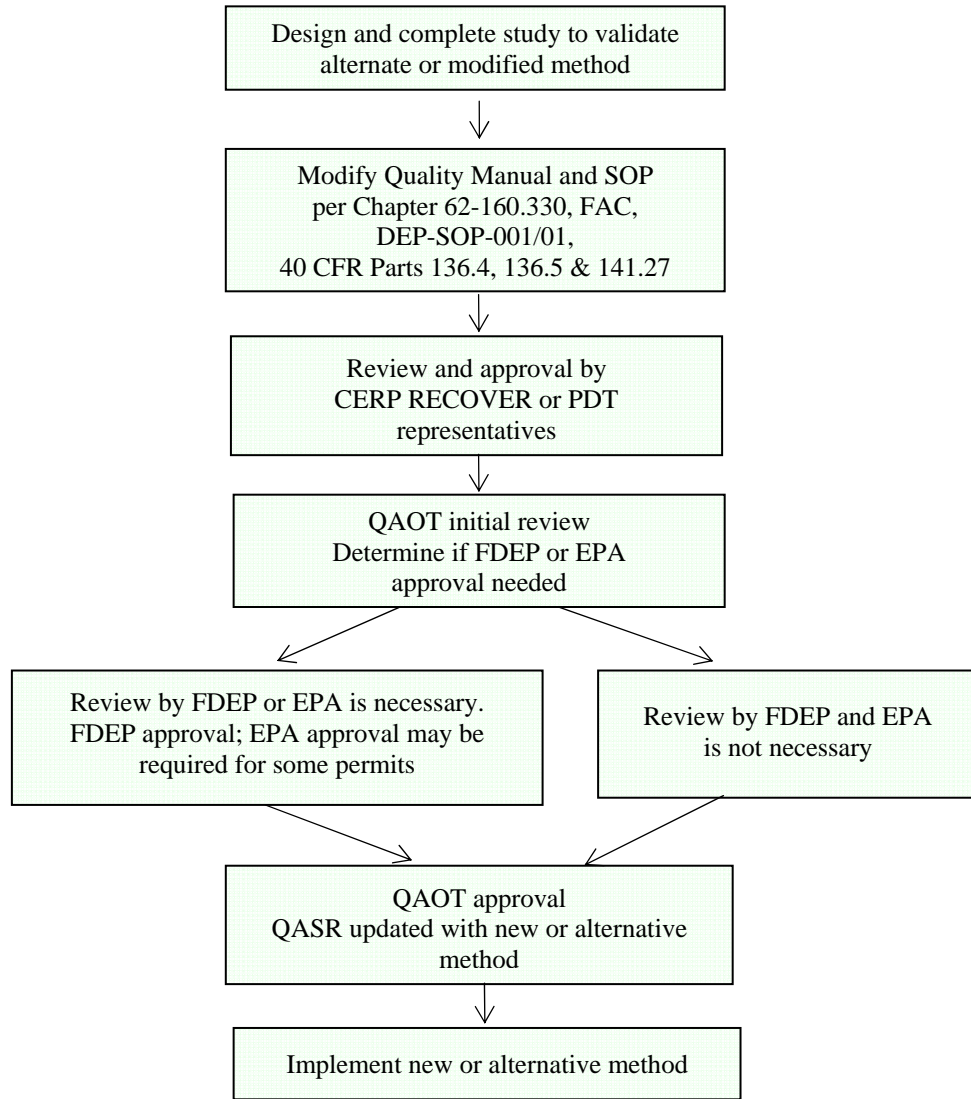 Design and complete study to validate
alternate or modified method
Modify Quality Manual and SOP
per Chapter 62-160.330, FAC,
DEP-SOP-001/01,
40 CFR Parts 136.4, 136.5 & 141.27
Review and approval by
CERP RECOVER or PDT
representatives
QAOT initial review
Determine if FDEP or EPA
approval needed
Review by FDEP or EPA is necessary.
FDEP approval; EPA approval may be
required for some permits
Review by FDEP and EPA
is not necessary
QAOT approval
QASR updated with new or alternative
method
Implement new or alternative method